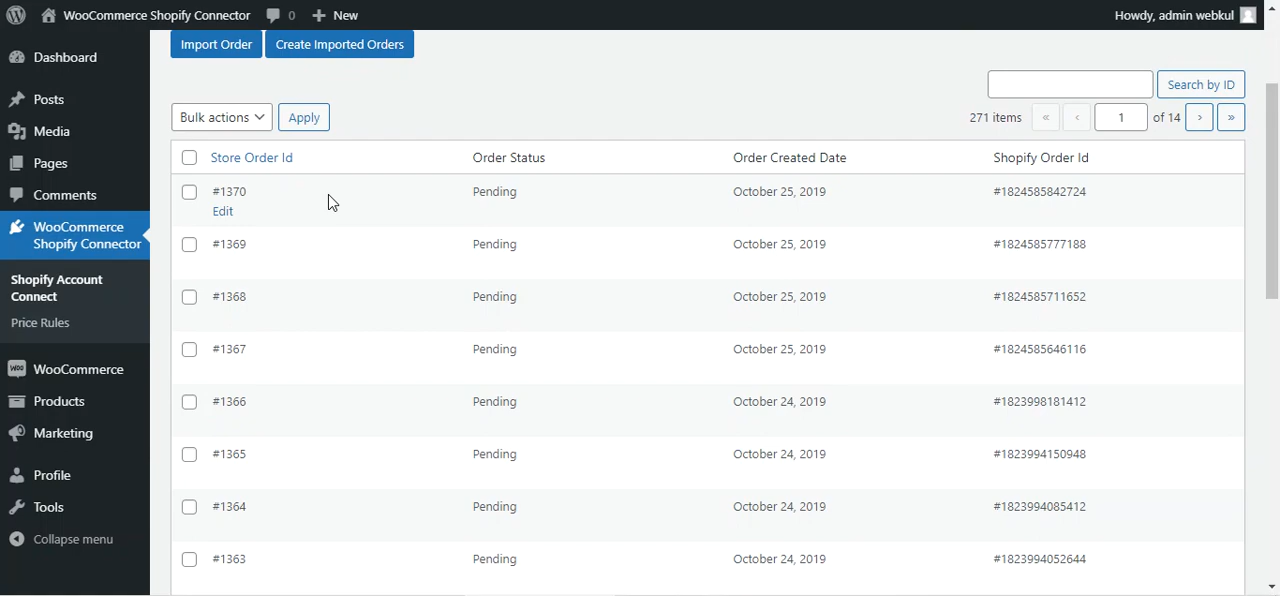 WooCommerce Shopify Connector 0 New Howdy, admin webkul
Dashboard
Posts
Media
Pages
Comments
WooCommerce
Shopify Connector
Shopify Account
Connect
Price Rules
WooCommerce
Products
Marketing
Profile
Tools
Collapse menu
Import Order Create Imported Orders
Search by ID
Bulk actions Apply 271 items « ‹ 1 of 14 › »
Store Order Id Order Status Order Created Date Shopify Order Id
#1370 Pending October 25, 2019 #1824585842724
Edit
#1369 Pending October 25, 2019 #1824585777188
#1368 Pending October 25, 2019 #1824585711652
#1367 Pending October 25, 2019 #1824585646116
#1366 Pending October 24, 2019 #1823998181412
#1365 Pending October 24, 2019 #1823994150948
#1364 Pending October 24, 2019 #1823994085412
#1363 Pending October 24, 2019 #1823994052644